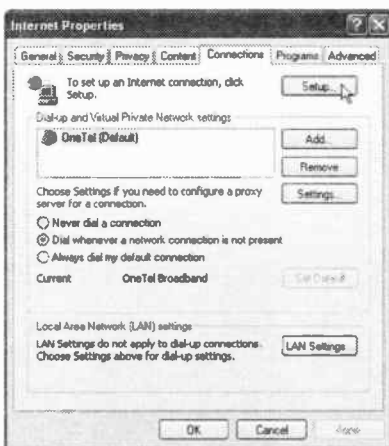 Internet Properties
General Security Privacy Content Connections Programs Advanced
To set up an Internet connection, click
Setup.
Setup...
Dial-up and Virtual Private Network settings
OneTel (Default)
Add...
Remove
Choose Settings if you need to configure a proxy
server for a connection.
Settings...
Never dial a connection
Dial whenever a network connection is not present
Always dial my default connection
Current OneTel Broadband
Set Default
Local Area Network (LAN) settings
LAN Settings do not apply to dial-up connections.
Choose Settings above for dial-up settings.
LAN Settings
OK Cancel Apply